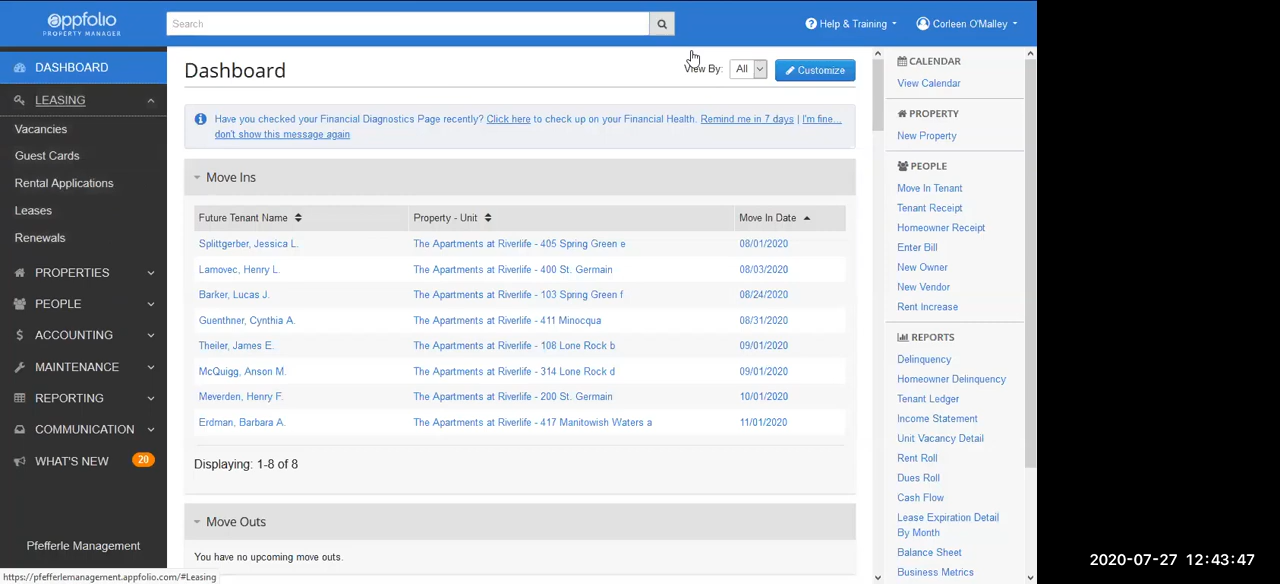 appfolio
PROPERTY MANAGER
Search
Help & Training
Corleen O'Malley
DASHBOARD
LEASING
Vacancies
Guest Cards
Rental Applications
Leases
Renewals
PROPERTIES
PEOPLE
ACCOUNTING
MAINTENANCE
REPORTING
COMMUNICATION
WHAT'S NEW 20
Pfefferle Management
https://pfefferlemanagement.appfolio.com/#Leasing
Dashboard
View By: All
Customize
Have you checked your Financial Diagnostics Page recently? Click here to check up on your Financial Health. Remind me in 7 days | I'm fine...
don't show this message again
Move Ins
Future Tenant Name Property - Unit Move In Date
Splittgerber, Jessica L. The Apartments at Riverlife - 405 Spring Green e 08/01/2020
Lamovec, Henry L. The Apartments at Riverlife - 400 St. Germain 08/03/2020
Barker, Lucas J. The Apartments at Riverlife - 103 Spring Green f 08/24/2020
Guenthner, Cynthia A. The Apartments at Riverlife - 411 Minocqua 08/31/2020
Theiler, James E. The Apartments at Riverlife - 108 Lone Rock b 09/01/2020
McQuigg, Anson M. The Apartments at Riverlife - 314 Lone Rock d 09/01/2020
Meverden, Henry F. The Apartments at Riverlife - 200 St. Germain 10/01/2020
Erdman, Barbara A. The Apartments at Riverlife - 417 Manitowish Waters a 11/01/2020
Displaying: 1-8 of 8
Move Outs
You have no upcoming move outs.
CALENDAR
View Calendar
PROPERTY
New Property
PEOPLE
Move In Tenant
Tenant Receipt
Homeowner Receipt
Enter Bill
New Owner
New Vendor
Rent Increase
REPORTS
Delinquency
Homeowner Delinquency
Tenant Ledger
Income Statement
Unit Vacancy Detail
Rent Roll
Dues Roll
Cash Flow
Lease Expiration Detail
By Month
Balance Sheet
Business Metrics
2020-07-27 12:43:47